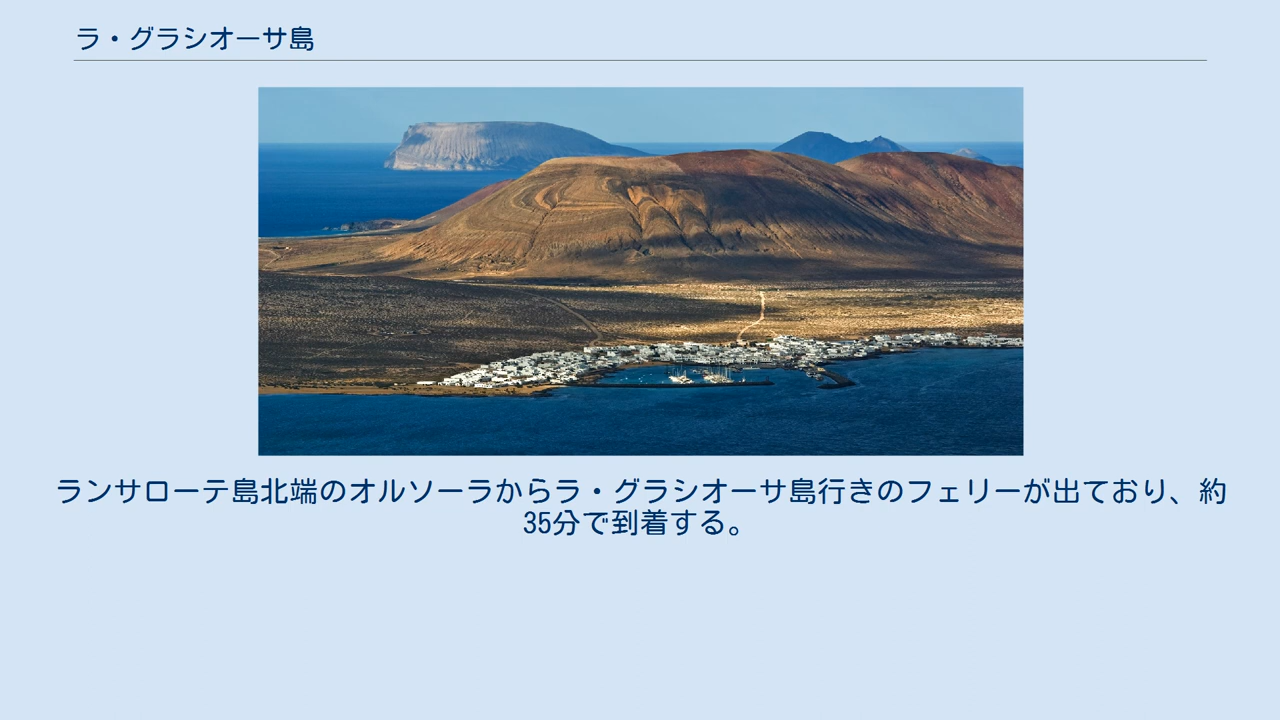 ラ・グラシオーサ島
ランサローテ島北端のオルソーラからラ・グラシオーサ島行きのフェリーが出ており、約
35分で到着する。